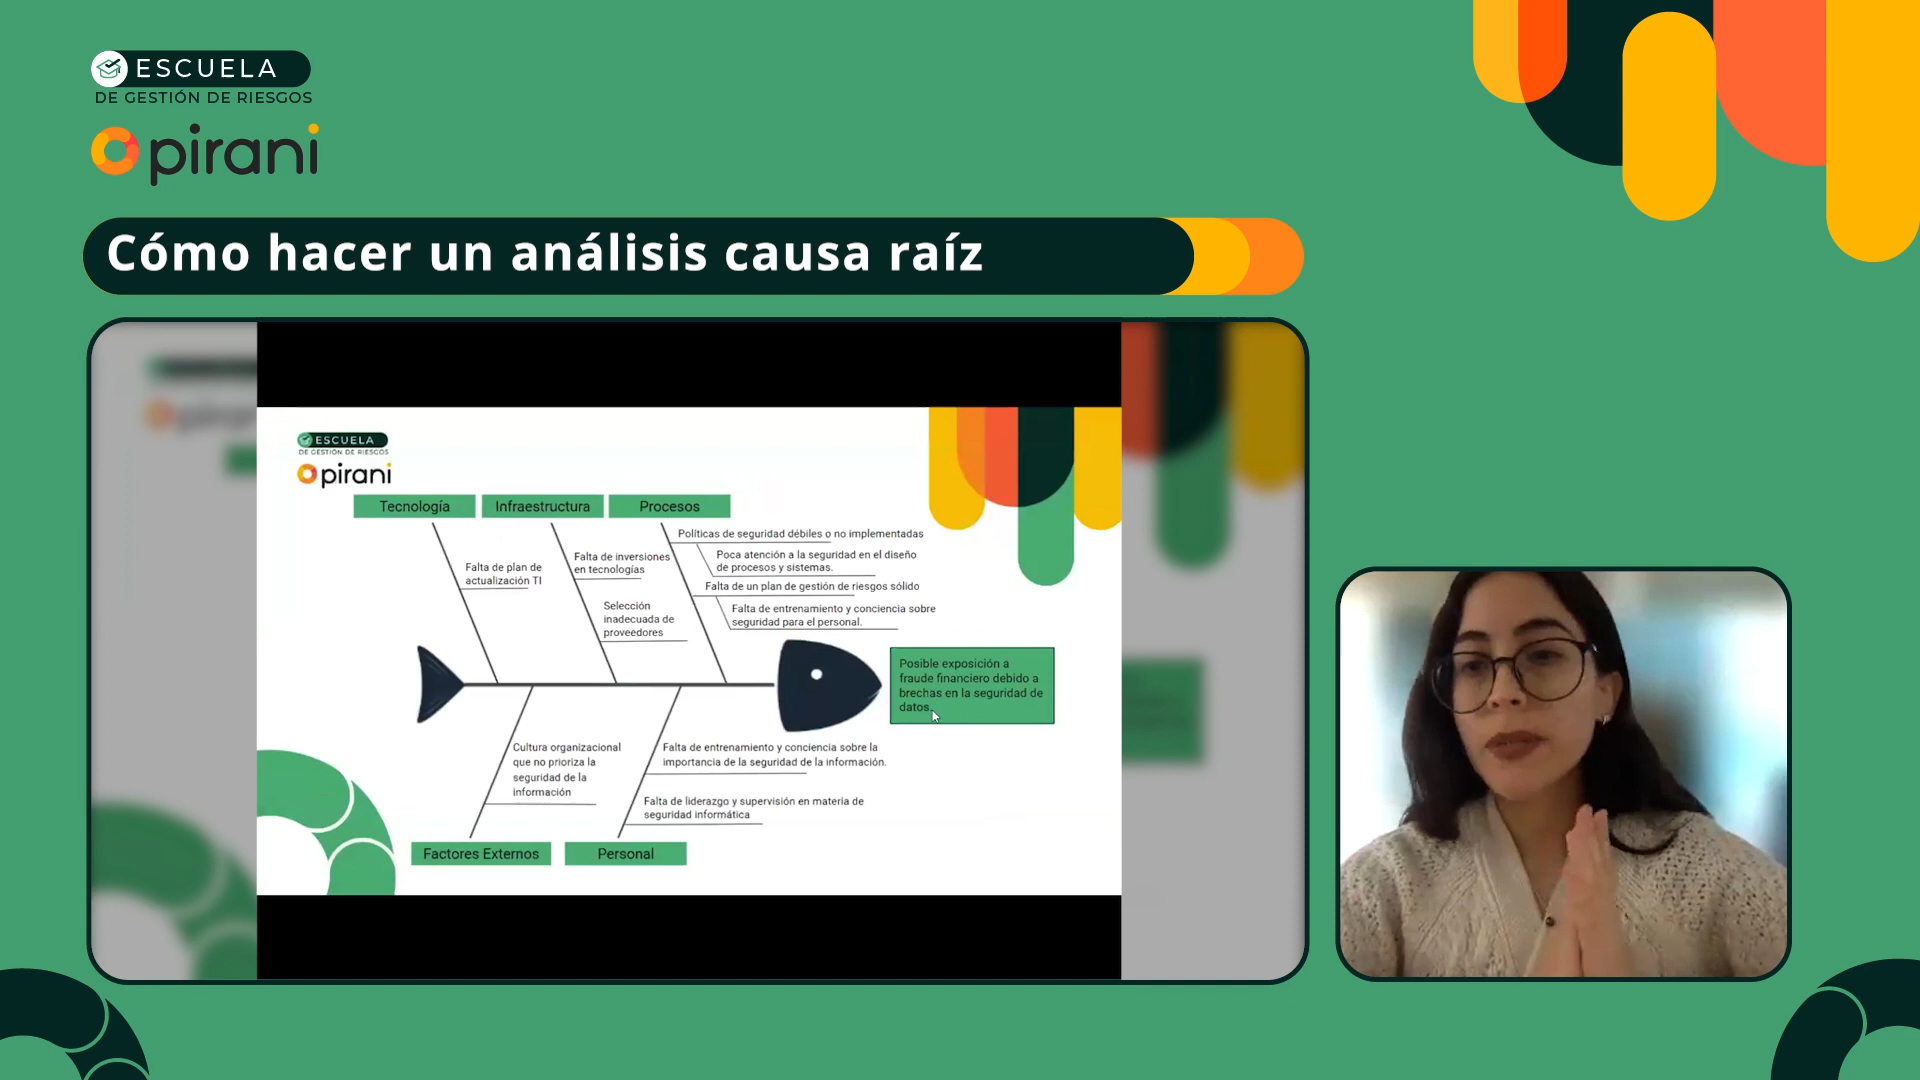 ESCUELA
DE GESTIÓN DE RIESGOS
pirani
Cómo hacer un análisis causa raíz
ESCUELA
DE GESTIÓN DE RIESGOS
pirani
Tecnología
Infraestructura
Procesos
Políticas de seguridad débiles o no implementadas
Poca atención a la seguridad en el diseño
de procesos y sistemas.
Falta de un plan de gestión de riesgos sólido
Falta de entrenamiento y conciencia sobre
seguridad para el personal.
Falta de inversiones
en tecnologías
Selección
inadecuada de
proveedores
Falta de plan de
actualización TI
Posible exposición a
fraude financiero debido a
brechas en la seguridad de
datos.
Cultura organizacional
que no prioriza la
seguridad de la
información
Falta de entrenamiento y conciencia sobre la
importancia de la seguridad de la información.
Falta de liderazgo y supervisión en materia de
seguridad informática
Factores Externos
Personal